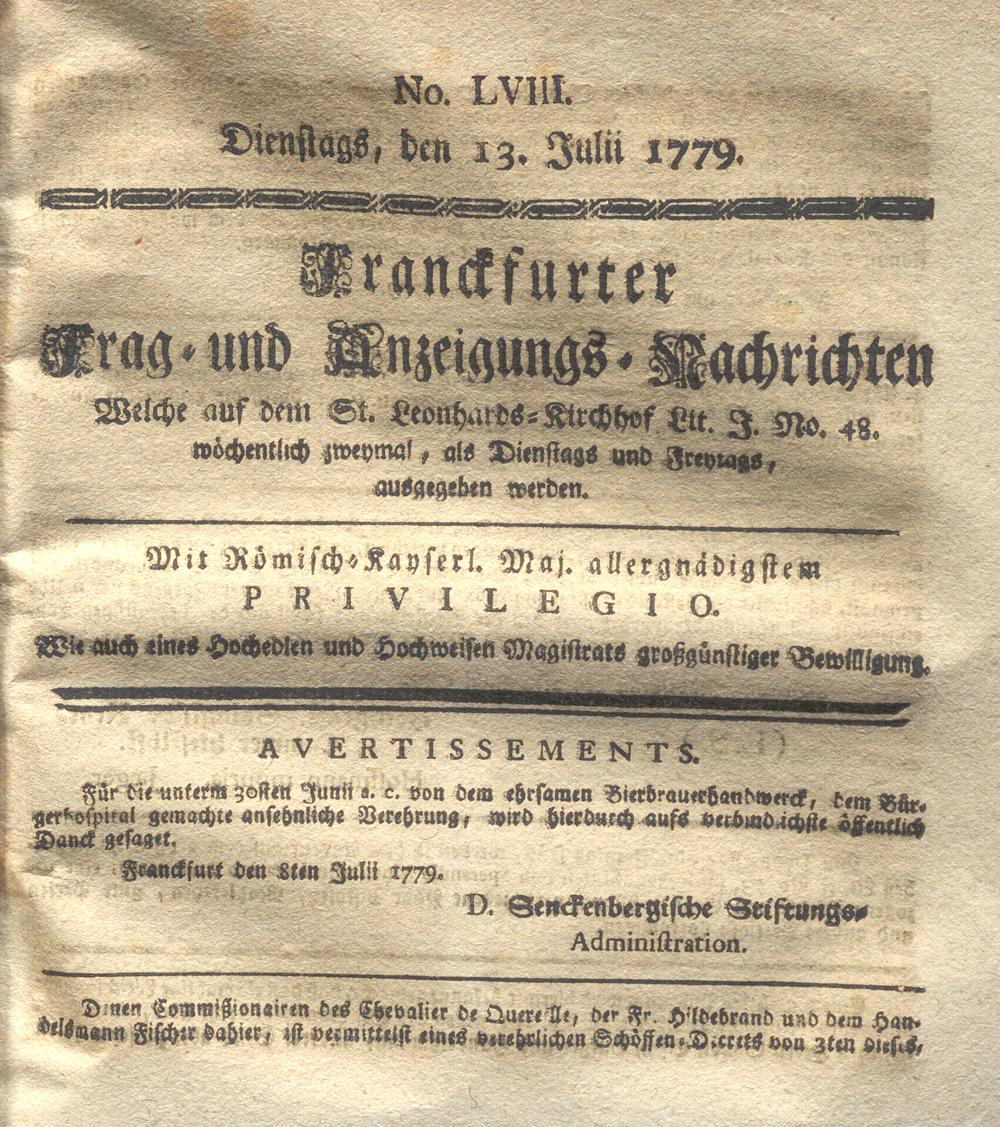 No. LVIII.
Dienstags, den 13. Julii 1779.
Franckfurter
Frag- und Anzeigungs-Nachrichten
Welche auf dem St. Leonhards-Kirchhof Lit. J. No. 48.
wöchentlich zweymal, als Dienstags und Freytags,
ausgegeben werden.
Mit Römisch-Kayserl. Maj. allergnädigstem
PRIVILEGIO.
Wie auch eines Hochedlen und Hochweisen Magistrats großgünstiger Bewilligung.
AVERTISSEMENTS.
Für die unterm 30sten Junii a. c. von dem ehrsamen Bierbrauerhandwerck, dem Bür-
gerhospital gemachte ansehnliche Verehrung, wird hierdurch aufs verbindlichste öffentlich
Danck gesaget.
Franckfurt den 8ten Julii 1779.
D. Senckenbergische Stiftungs-
Administration.
Denen Commißionairen des Chevalier de Querelle, der Fr. Hildebrand und dem Han-
delsmann Fischer dahier, ist vermittelst eines verehrlichen Schöffen-Decrets von 3ten dieses,